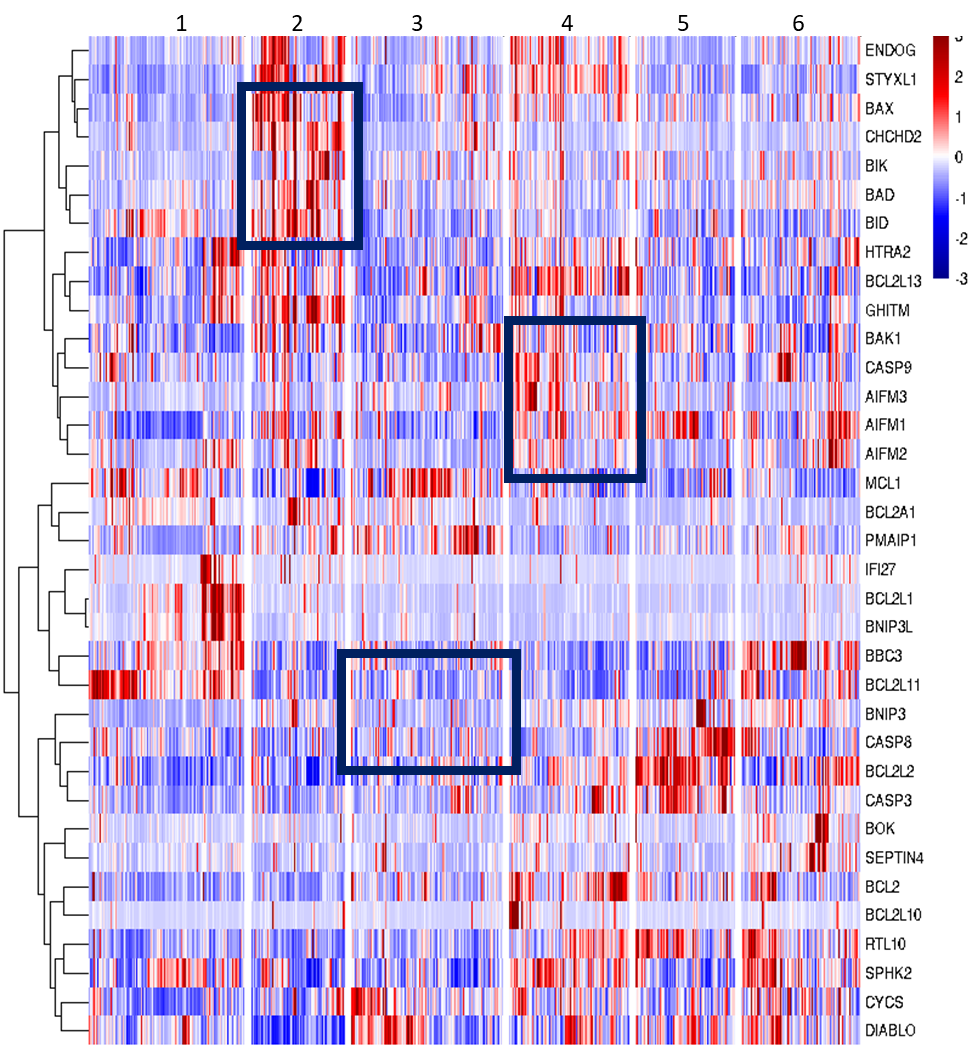 1 2 3 4 5 6
ENDOG
STYXL1
BAX
CHCHD2
BIK
BAD
BID
HTRA2
BCL2L13
GHITM
BAK1
CASP9
AIFM3
AIFM1
AIFM2
MCL1
BCL2A1
PMAIP1
IFI27
BCL2L1
BNIP3L
BBC3
BCL2L11
BNIP3
CASP8
BCL2L2
CASP3
BOK
SEPTIN4
BCL2
BCL2L10
RTL10
SPHK2
CYCS
DIABLO
2
1
0
-1
-2
-3